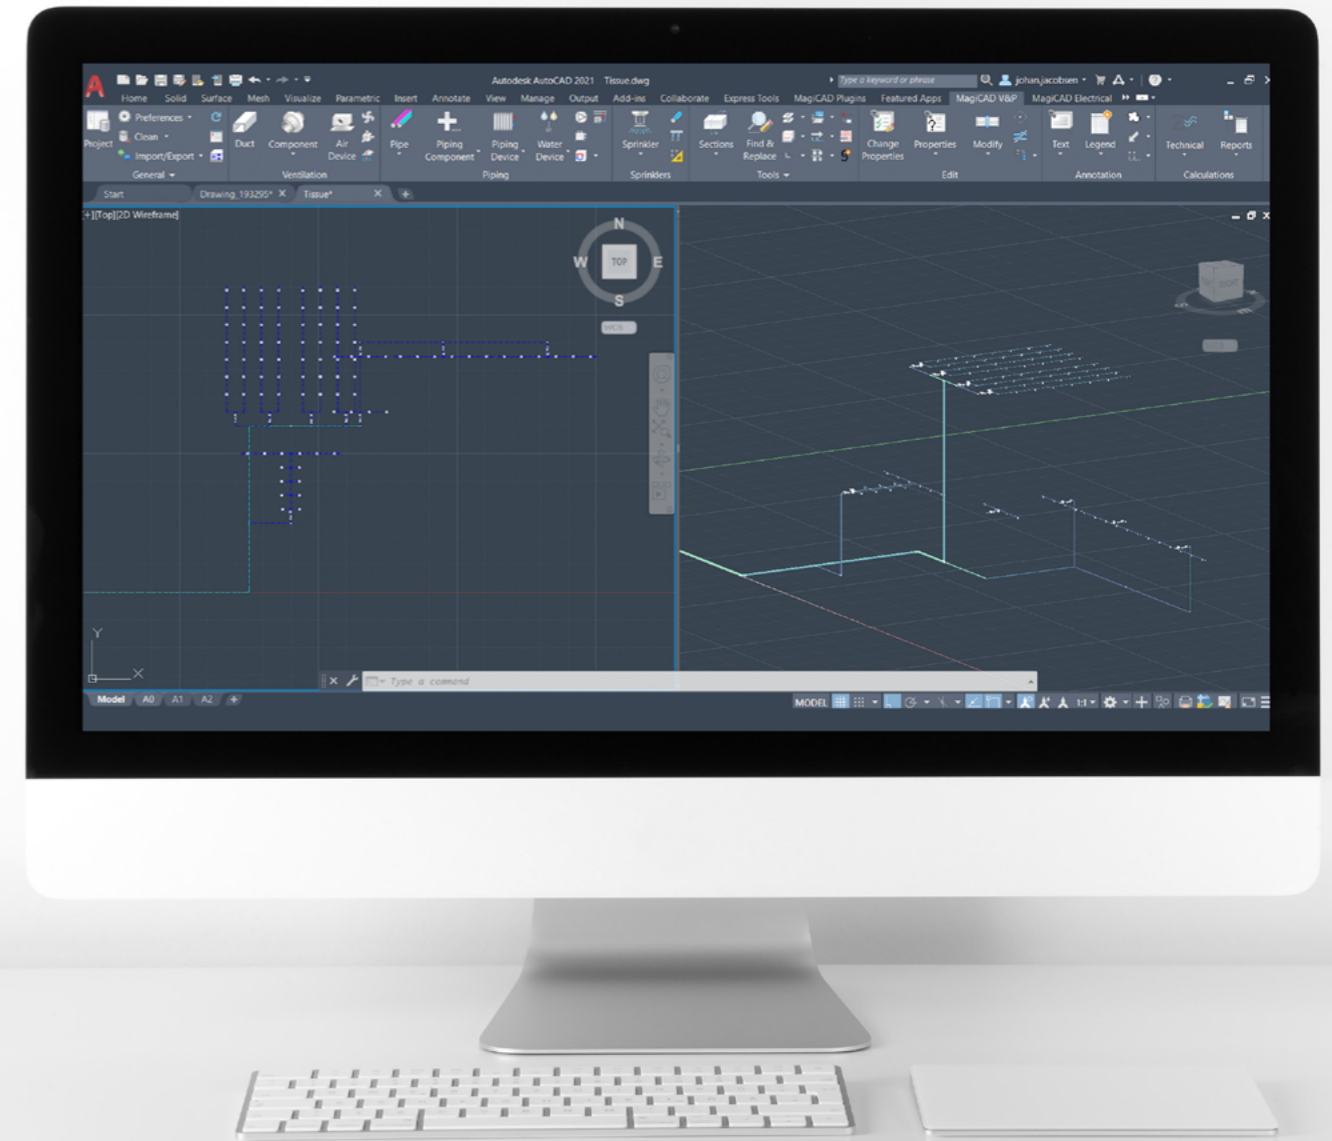 Autodesk AutoCAD 2021 Tissue.dwg Type a keyword or phrase johan.jacobsen
Home Solid Surface Mesh Visualize Parametric Insert Annotate View Manage Output Add-ins Collaborate Express Tools MagiCAD Plugins Featured Apps MagiCAD V&P MagiCAD Electrical
Preferences
Clean
Import/Export
Project Duct Component Air Device Pipe Piping Component Piping Device Water Device Sprinkler Sections Find & Replace Change Properties Properties Modify Text Legend Technical Reports
General Ventilation Piping Sprinklers Tools Edit Annotation Calculations
Start Drawing_193295* Tissue*
[+][Top][2D Wireframe]
N
W TOP E
S
WCS
Y
X
Type a command
Model A0 A1 A2 + MODEL 1:1